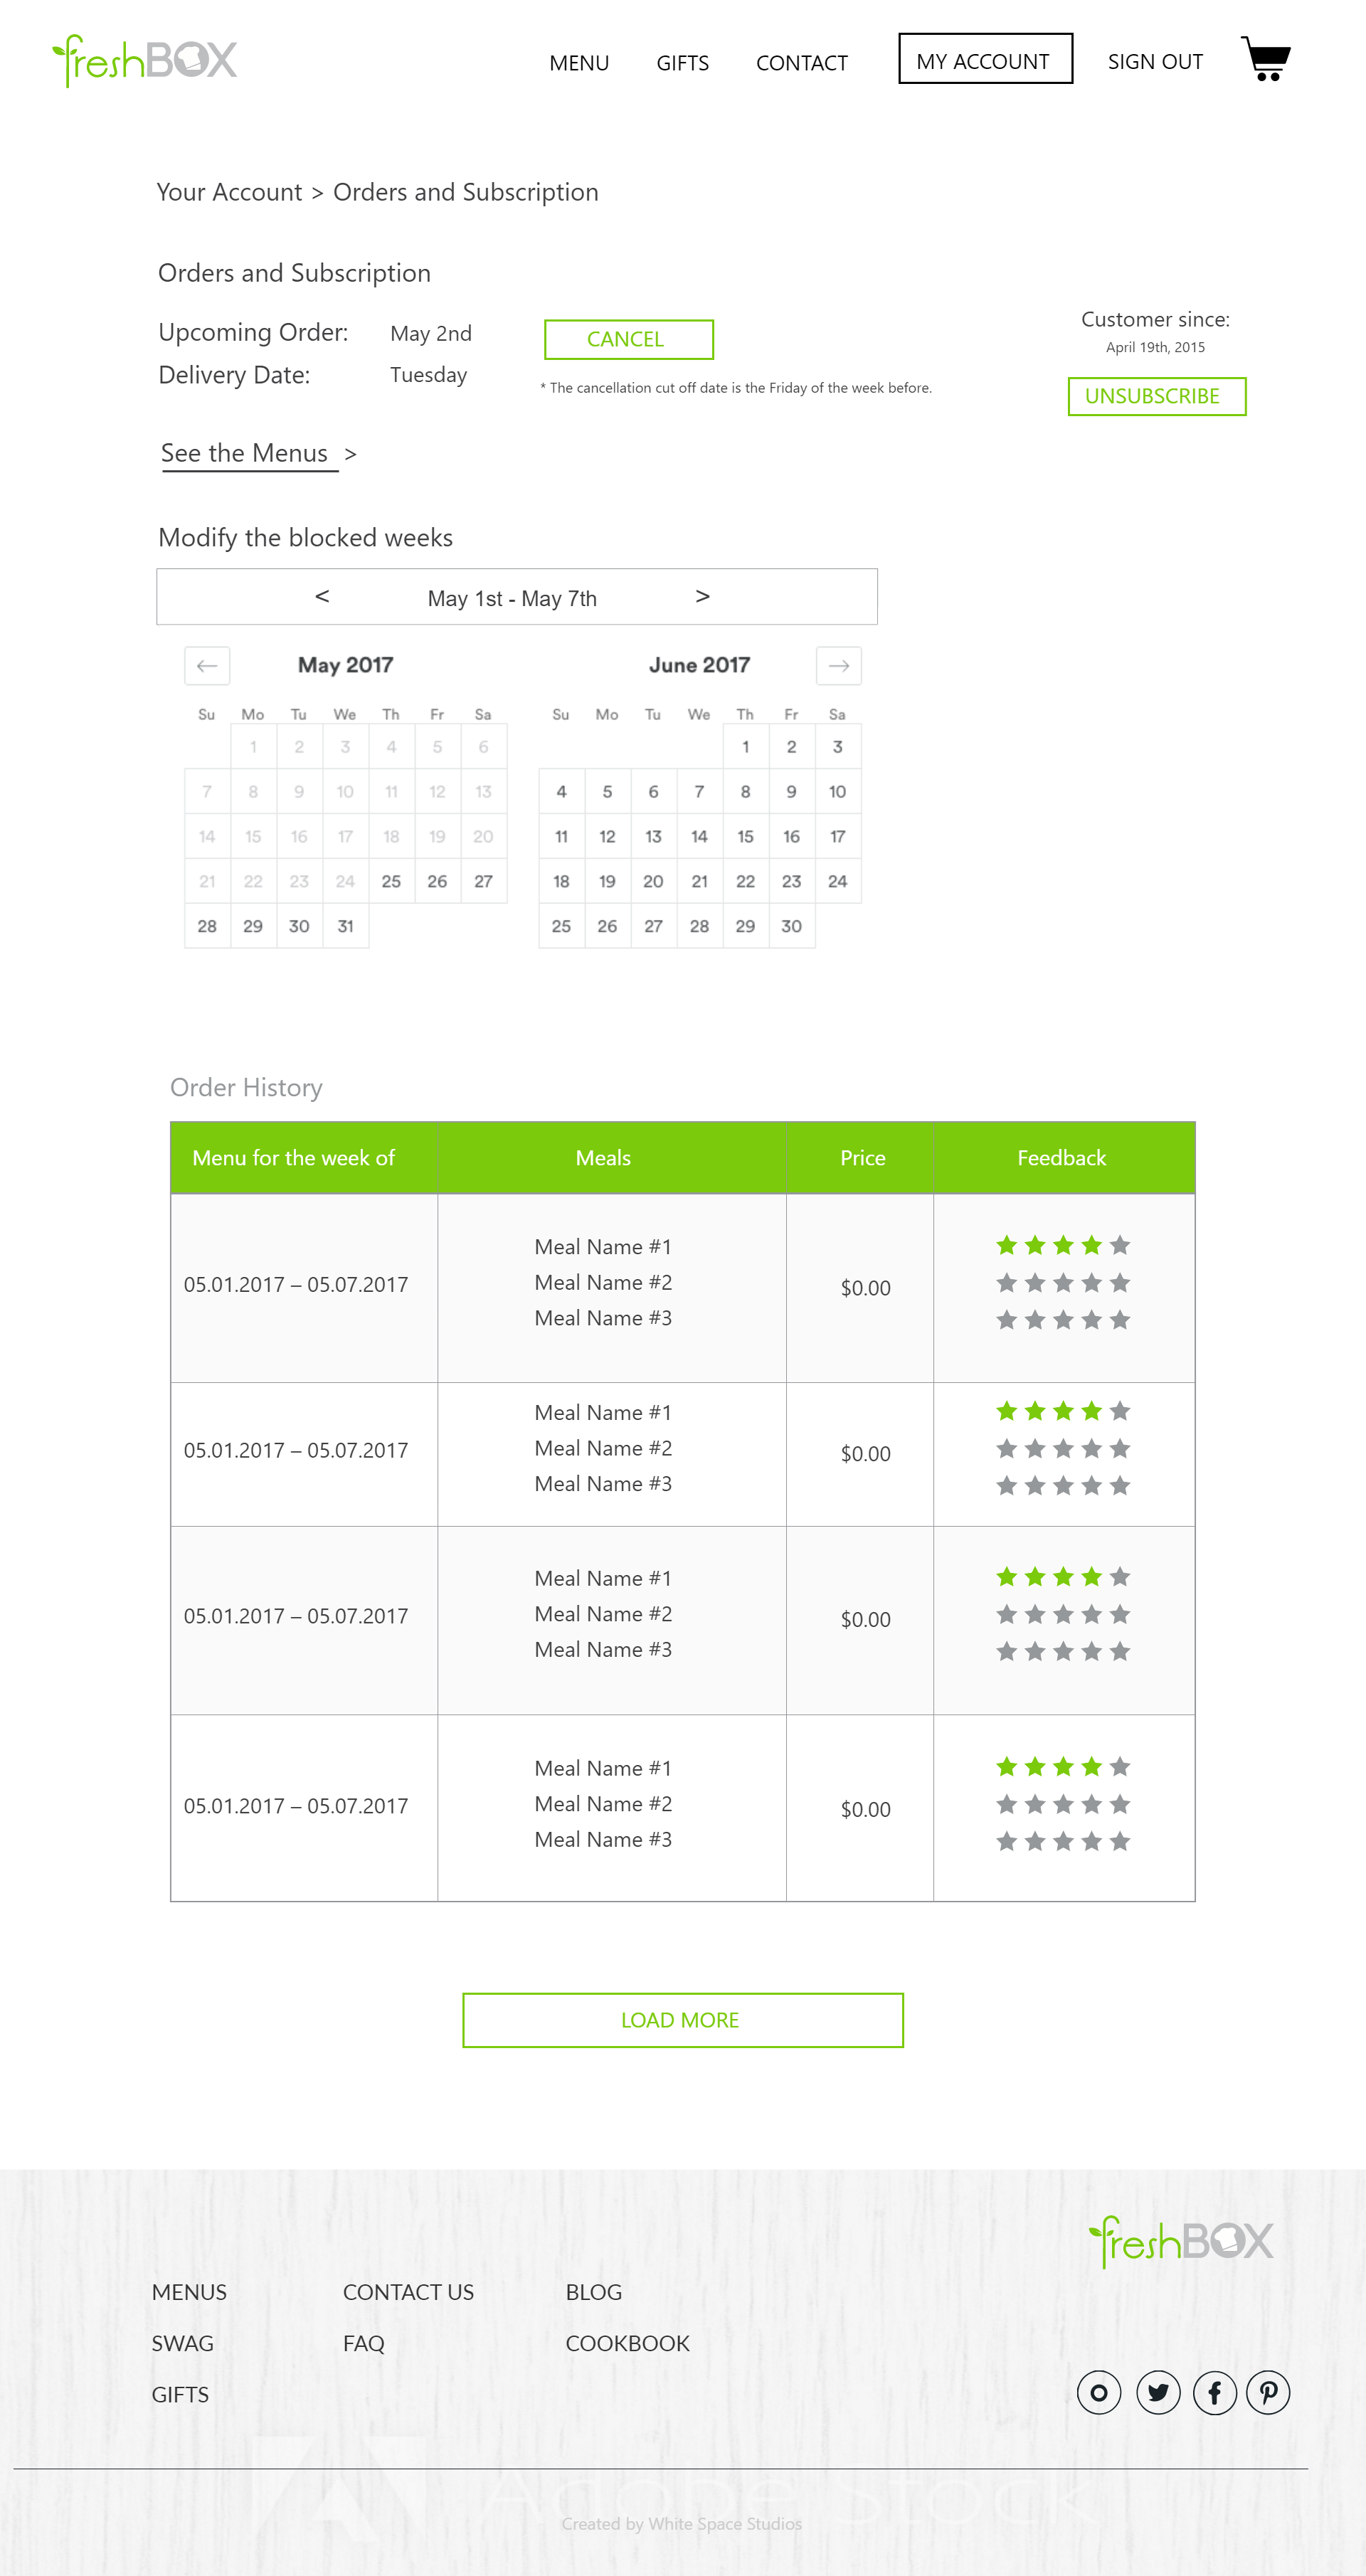 freshBOX
MENU GIFTS CONTACT MY ACCOUNT SIGN OUT
Your Account > Orders and Subscription
Orders and Subscription
Upcoming Order: May 2nd CANCEL
Delivery Date: Tuesday
* The cancellation cut off date is the Friday of the week before.
Customer since:
April 19th, 2015
UNSUBSCRIBE
See the Menus >
Modify the blocked weeks
< May 1st - May 7th >
← May 2017 June 2017 →
Su Mo Tu We Th Fr Sa Su Mo Tu We Th Fr Sa
1 2 3 4 5 6 1 2 3
7 8 9 10 11 12 13 4 5 6 7 8 9 10
14 15 16 17 18 19 20 11 12 13 14 15 16 17
21 22 23 24 25 26 27 18 19 20 21 22 23 24
28 29 30 31 25 26 27 28 29 30
Order History
Menu for the week of Meals Price Feedback
Meal Name #1
05.01.2017 – 05.07.2017 Meal Name #2 $0.00
Meal Name #3
Meal Name #1
05.01.2017 – 05.07.2017 Meal Name #2 $0.00
Meal Name #3
Meal Name #1
05.01.2017 – 05.07.2017 Meal Name #2 $0.00
Meal Name #3
Meal Name #1
05.01.2017 – 05.07.2017 Meal Name #2 $0.00
Meal Name #3
LOAD MORE
freshBOX
MENUS CONTACT US BLOG
SWAG FAQ COOKBOOK
GIFTS
Adobe Stock
Created by White Space Studios